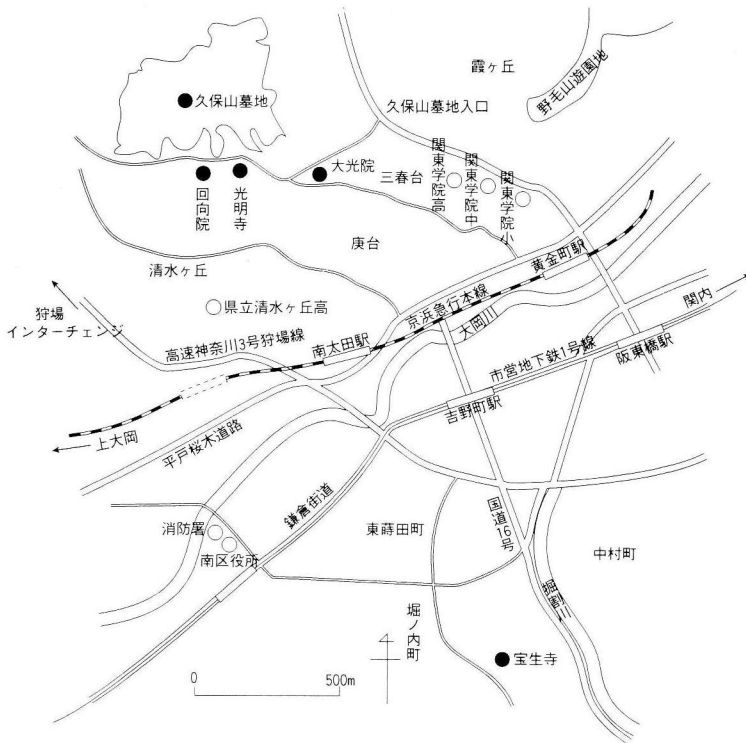 霞ヶ丘
野毛山遊園地
久保山墓地
久保山墓地入口
大光院
三春台
関東学院高
関東学院中
関東学院小
回向院
光明寺
庚台
黄金町駅
清水ヶ丘
京浜急行本線
大岡川
関内
狩場
インターチェンジ
県立清水ヶ丘高
高速神奈川3号狩場線
南太田駅
市営地下鉄1号線
阪東橋駅
吉野町駅
上大岡
平戸桜木道路
鎌倉街道
国道16号
消防署
南区役所
東蒔田町
中村町
堀割川
堀ノ内町
宝生寺
0
500m